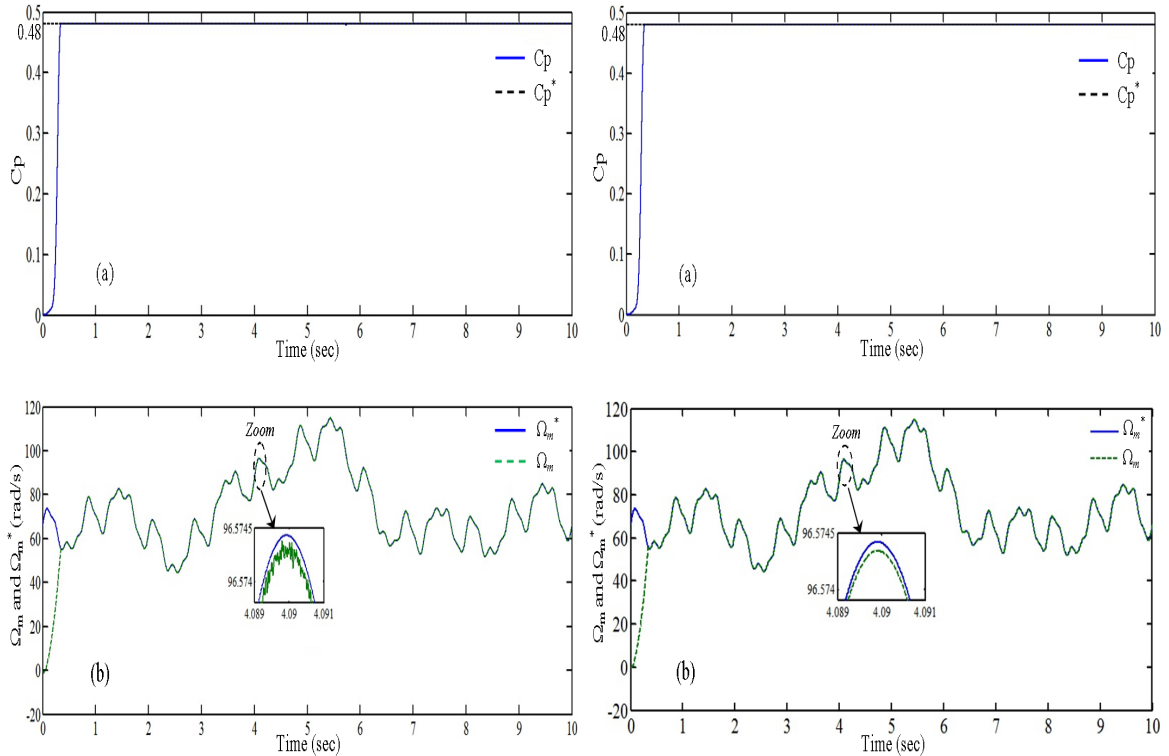 0.5
0.48
0.4
0.3
0.2
0.1
0
Cp
Cp
Cp*
(a)
0 1 2 3 4 5 6 7 8 9 10
Time (sec)
0.5
0.48
0.4
0.3
0.2
0.1
0
Cp
Cp
Cp*
(a)
0 1 2 3 4 5 6 7 8 9 10
Time (sec)
120
100
80
60
40
20
0
-20
Ωm and Ωm* (rad/s)
Ωm*
Ωm
Zoom
96.5745
96.574
4.089 4.09 4.091
(b)
0 1 2 3 4 5 6 7 8 9 10
Time (sec)
120
100
80
60
40
20
0
-20
Ωm and Ωm* (rad/s)
Ωm*
Ωm
Zoom
96.5745
96.574
4.089 4.09 4.091
(b)
0 1 2 3 4 5 6 7 8 9 10
Time (sec)